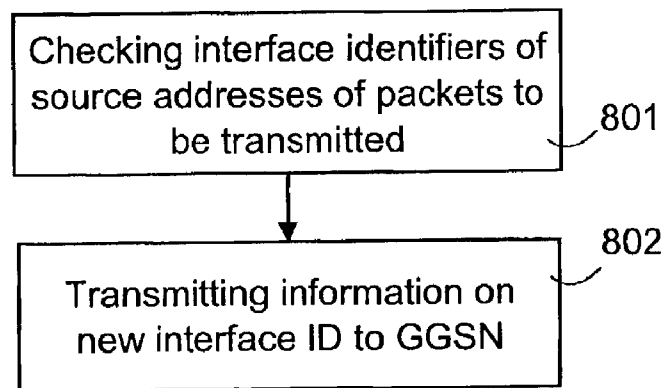 Checking interface identifiers of
source addresses of packets to
be transmitted
801
802
Transmitting information on
new interface ID to GGSN